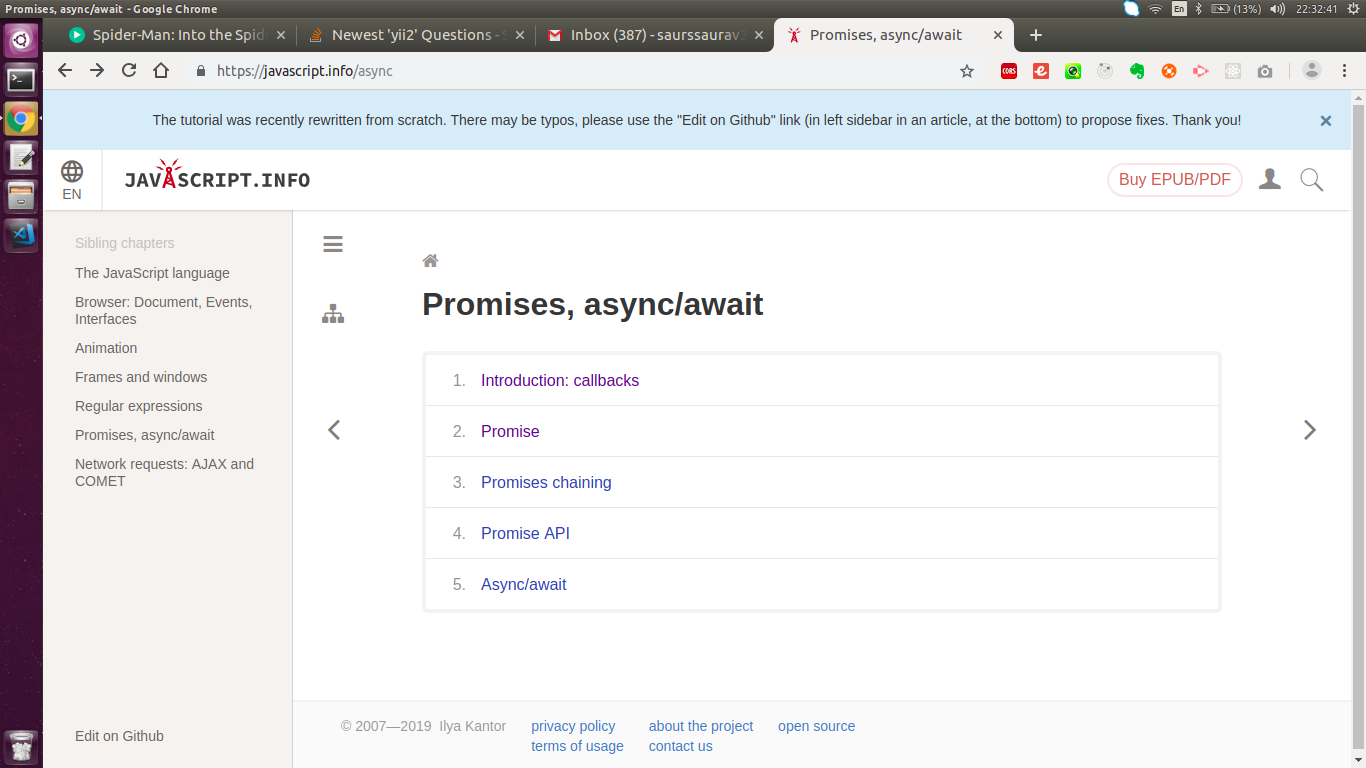 Promises, async/await - Google Chrome
En (13%) 22:32:41
Spider-Man: Into the Spid
Newest 'yii2' Questions - S
Inbox (387) - saurssaurav3
Promises, async/await
https://javascript.info/async
CORS
The tutorial was recently rewritten from scratch. There may be typos, please use the "Edit on Github" link (in left sidebar in an article, at the bottom) to propose fixes. Thank you!
EN
JAVASCRIPT.INFO
Buy EPUB/PDF
Sibling chapters
The JavaScript language
Browser: Document, Events,
Interfaces
Animation
Frames and windows
Regular expressions
Promises, async/await
Network requests: AJAX and
COMET
Edit on Github
Promises, async/await
1. Introduction: callbacks
2. Promise
3. Promises chaining
4. Promise API
5. Async/await
© 2007—2019 Ilya Kantor
privacy policy
terms of usage
about the project
contact us
open source